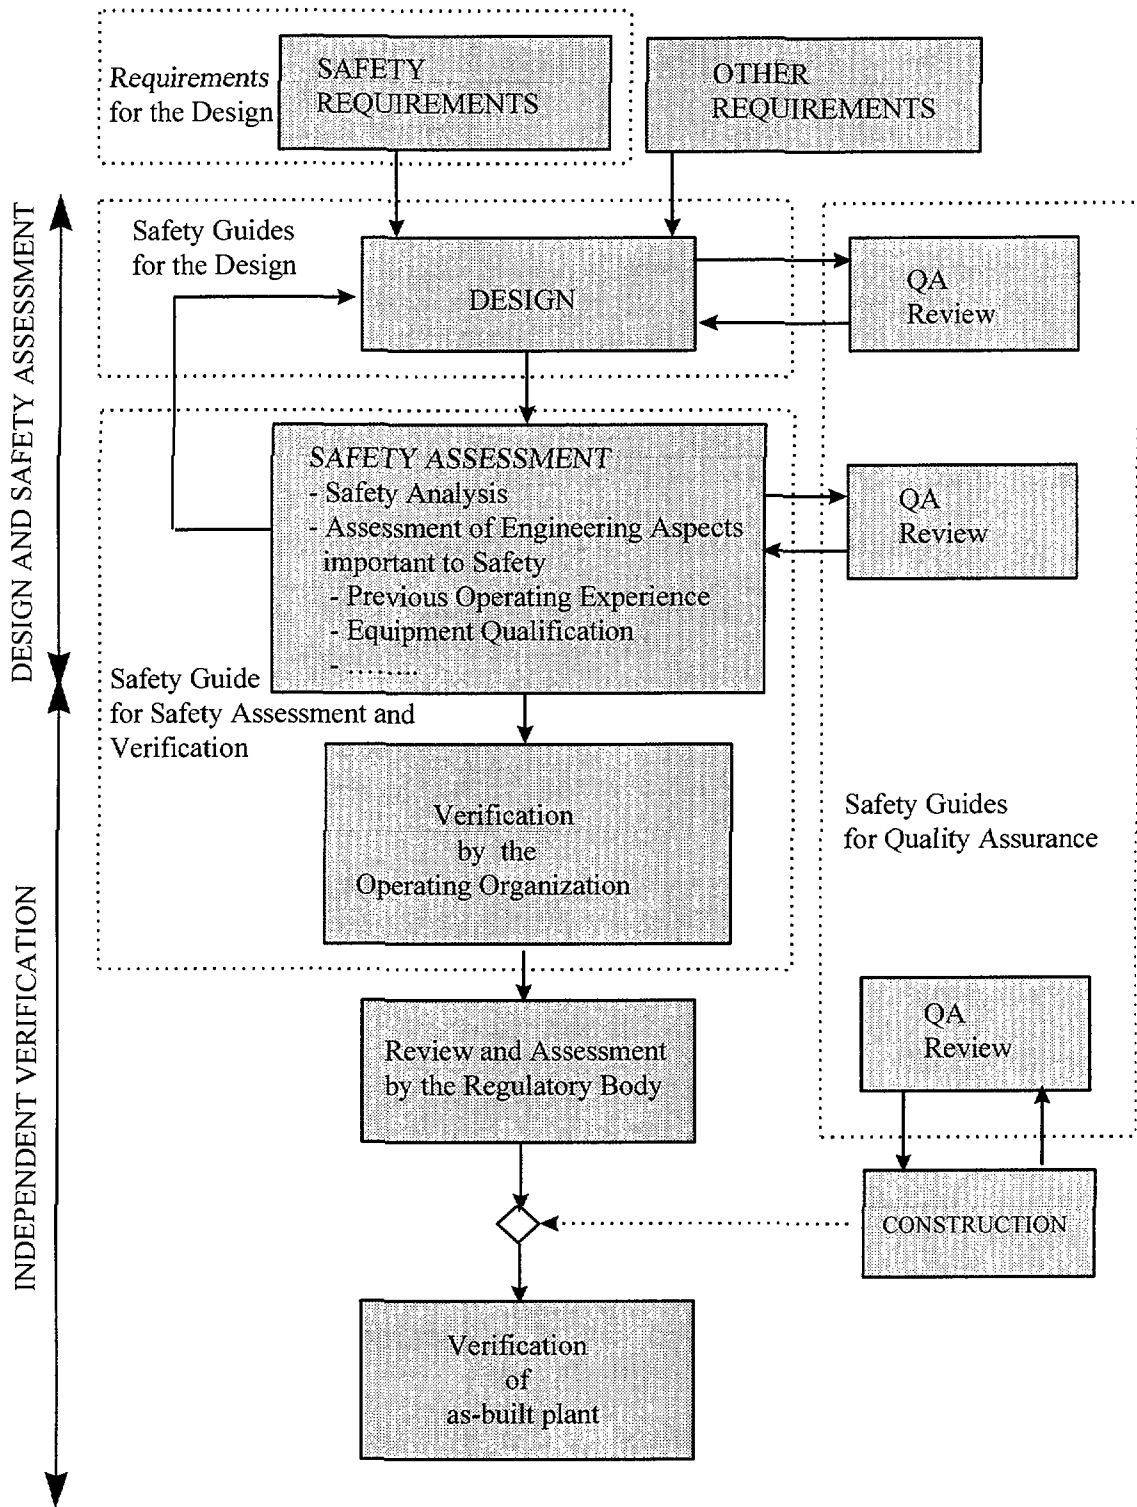 Requirements
for the Design
SAFETY
REQUIREMENTS
OTHER
REQUIREMENTS
DESIGN AND SAFETY ASSESSMENT
Safety Guides
for the Design
DESIGN
QA
Review
SAFETY ASSESSMENT
- Safety Analysis
- Assessment of Engineering Aspects
important to Safety
- Previous Operating Experience
- Equipment Qualification
- .........
QA
Review
Safety Guide
for Safety Assessment and
Verification
INDEPENDENT VERIFICATION
Verification
by the
Operating Organization
Safety Guides
for Quality Assurance
QA
Review
Review and Assessment
by the Regulatory Body
CONSTRUCTION
Verification
of
as-built plant